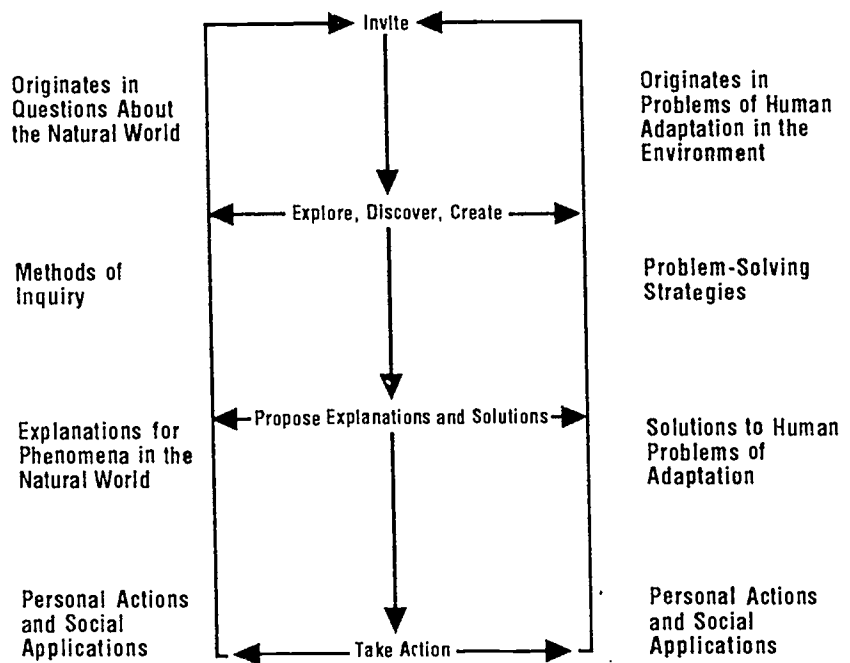 Invite
Originates in
Questions About
the Natural World
Originates in
Problems of Human
Adaptation in the
Environment
Explore, Discover, Create
Methods of
Inquiry
Problem-Solving
Strategies
Propose Explanations and Solutions
Explanations for
Phenomena in the
Natural World
Solutions to Human
Problems of
Adaptation
Personal Actions
and Social
Applications
Take Action
Personal Actions
and Social
Applications